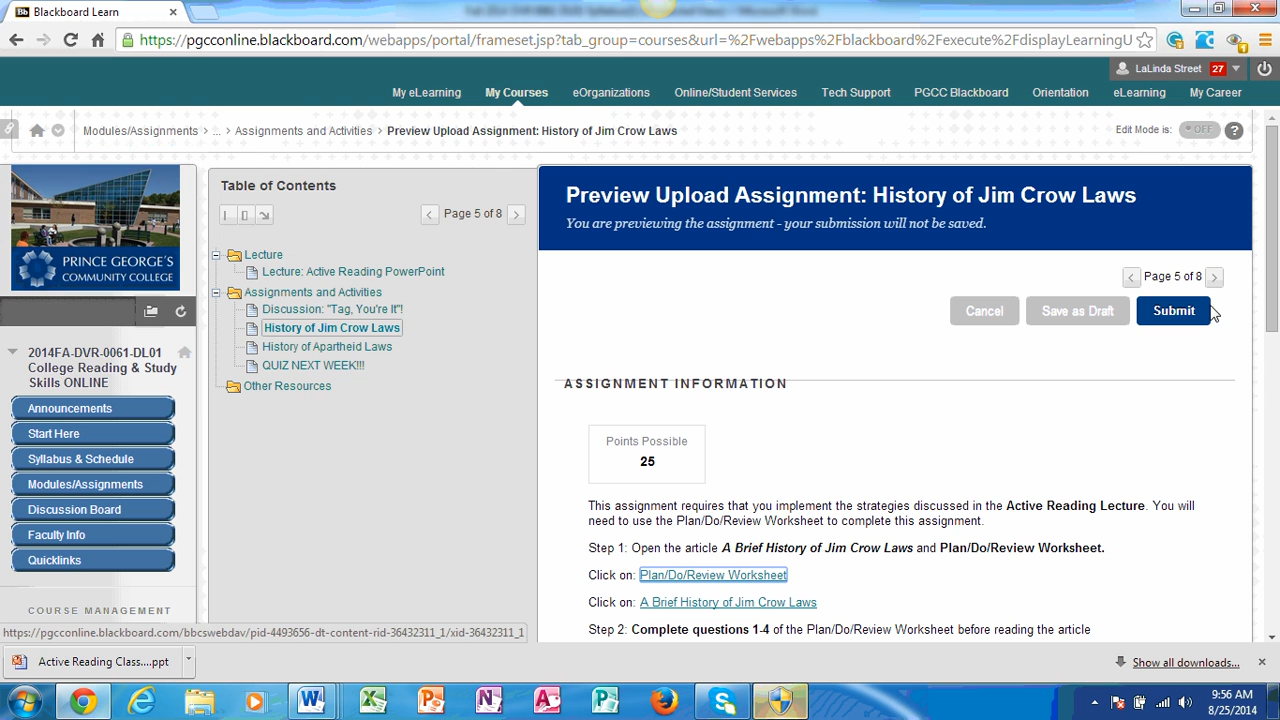 Blackboard Learn
https://pgcconline.blackboard.com/webapps/portal/frameset.jsp?tab_group=courses&url=%2Fwebapps%2Fblackboard%2Fexecute%2FdisplayLearningU
LaLinda Street 27
My eLearning My Courses eOrganizations Online/Student Services Tech Support PGCC Blackboard Orientation eLearning My Career
Modules/Assignments > ... > Assignments and Activities > Preview Upload Assignment: History of Jim Crow Laws
Edit Mode is: OFF ?
PRINCE GEORGE'S
COMMUNITY COLLEGE
2014FA-DVR-0061-DL01
College Reading & Study
Skills ONLINE
Announcements
Start Here
Syllabus & Schedule
Modules/Assignments
Discussion Board
Faculty Info
Quicklinks
COURSE MANAGEMENT
Table of Contents
Page 5 of 8
Lecture
Lecture: Active Reading PowerPoint
Assignments and Activities
Discussion: "Tag, You're It"!
History of Jim Crow Laws
History of Apartheid Laws
QUIZ NEXT WEEK!!!
Other Resources
Preview Upload Assignment: History of Jim Crow Laws
You are previewing the assignment - your submission will not be saved.
Page 5 of 8
Cancel Save as Draft Submit
ASSIGNMENT INFORMATION
Points Possible
25
This assignment requires that you implement the strategies discussed in the Active Reading Lecture. You will
need to use the Plan/Do/Review Worksheet to complete this assignment.
Step 1: Open the article A Brief History of Jim Crow Laws and Plan/Do/Review Worksheet.
Click on: Plan/Do/Review Worksheet
Click on: A Brief History of Jim Crow Laws
Step 2: Complete questions 1-4 of the Plan/Do/Review Worksheet before reading the article
https://pgcconline.blackboard.com/bbcswebdav/pid-4493656-dt-content-rid-36432311_1/xid-36432311_1
Active Reading Class....ppt
Show all downloads...
9:56 AM
8/25/2014